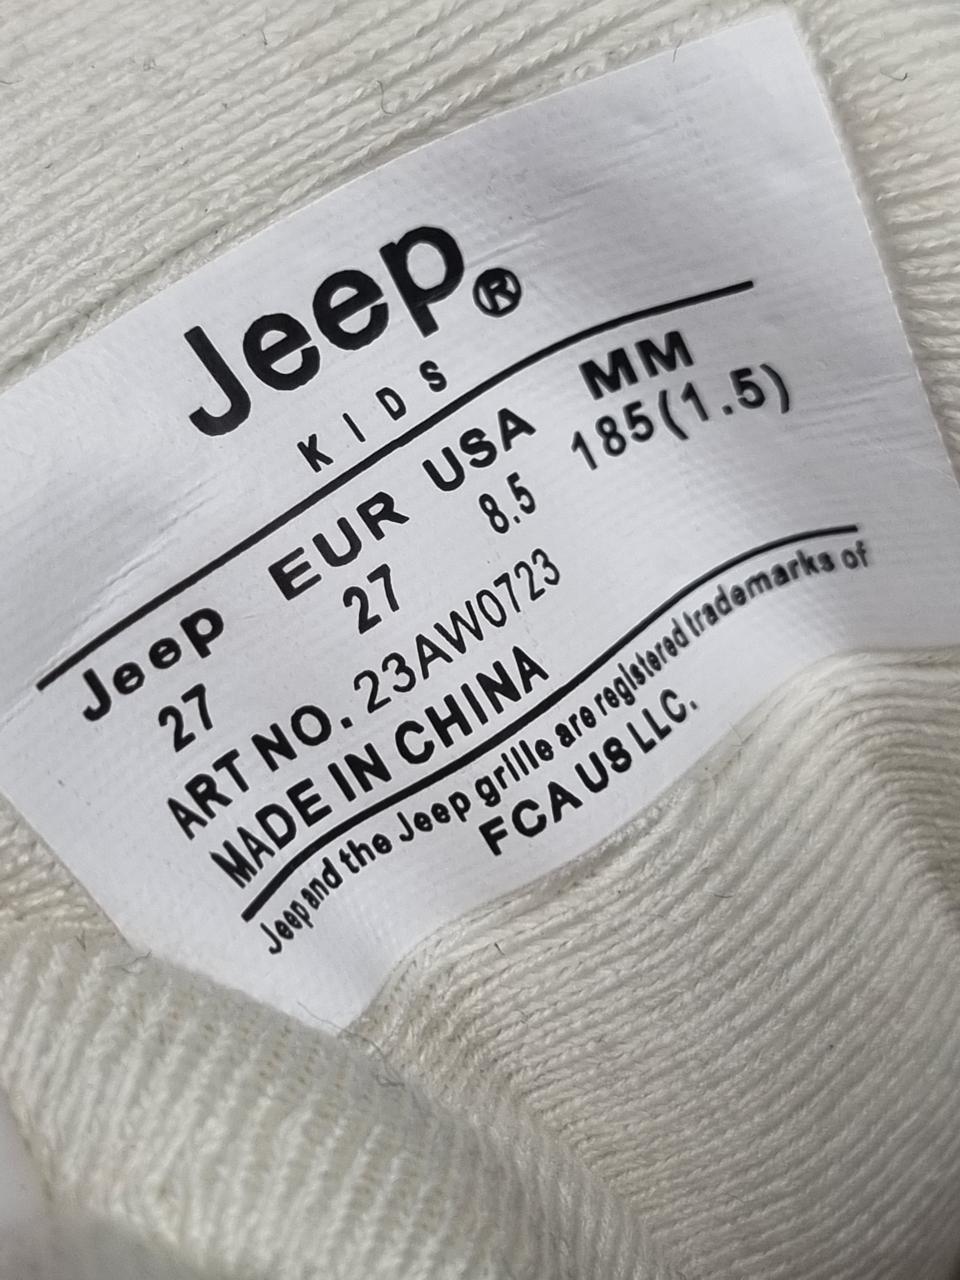 Jeep®
KIDS
Jeep EUR USA MM
27 27 8.5 185(1.5)
ART NO. 23AW0723
MADE IN CHINA
Jeep and the Jeep grille are registered trademarks of
FCA US LLC.